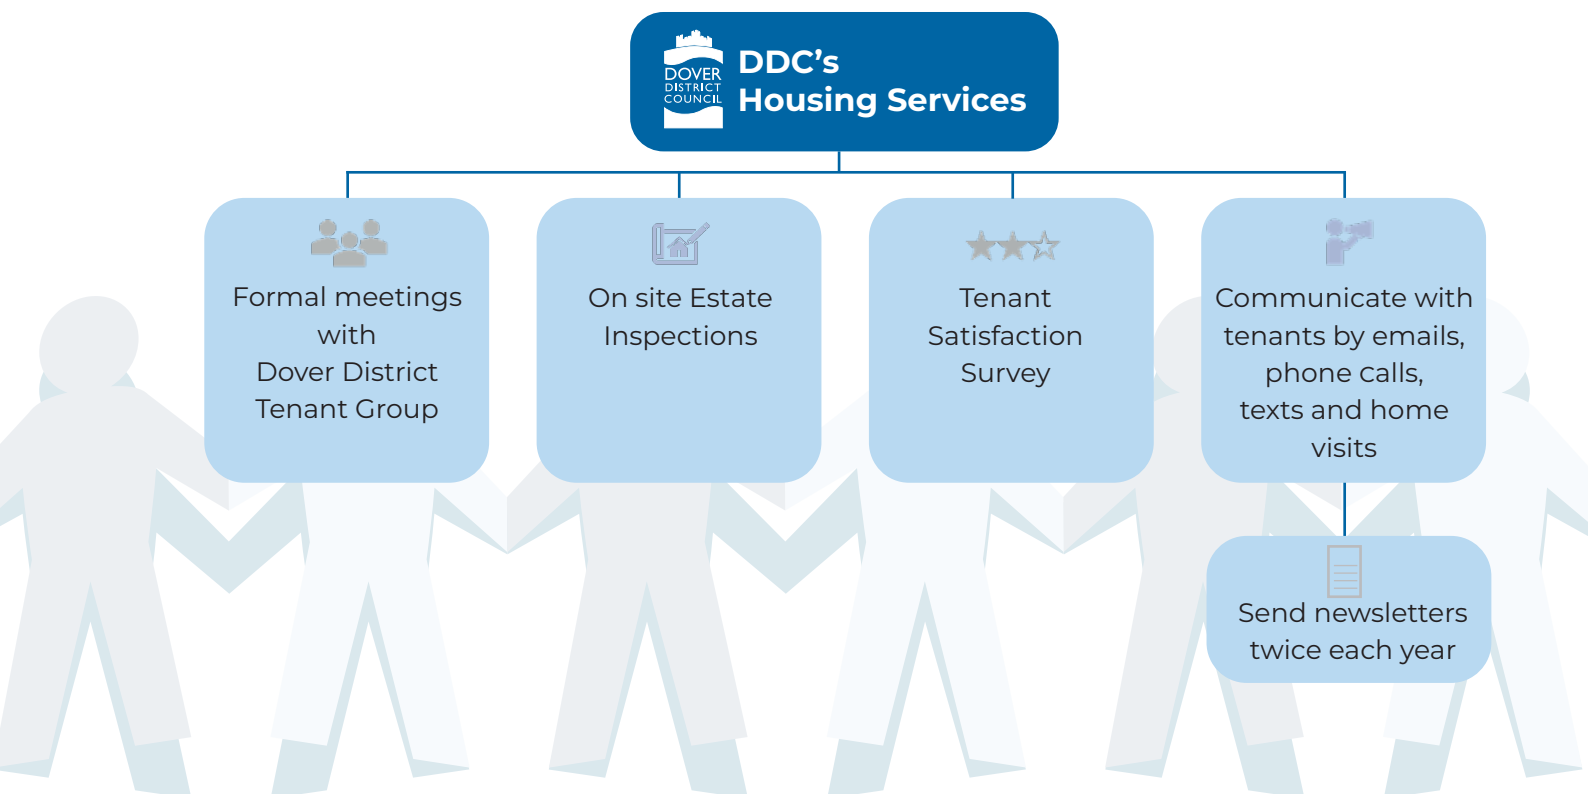 DOVER
DISTRICT
COUNCIL
DDC’s
Housing Services
Formal meetings
with
Dover District
Tenant Group
On site Estate
Inspections
Tenant
Satisfaction
Survey
Communicate with
tenants by emails,
phone calls,
texts and home
visits
Send newsletters
twice each year